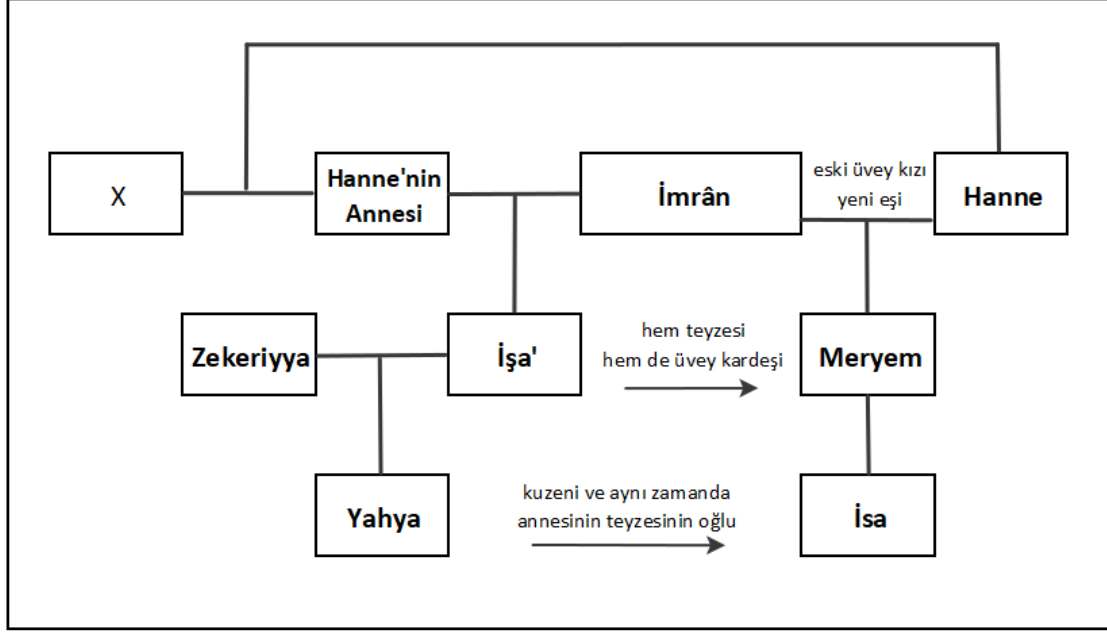 X
Hanne'nin
Annesi
İmrân
eski üvey kızı
yeni eşi
Hanne
Zekeriyya
İşa'
hem teyzesi
hem de üvey kardeşi
Meryem
Yahya
kuzeni ve aynı zamanda
annesinin teyzesinin oğlu
İsa